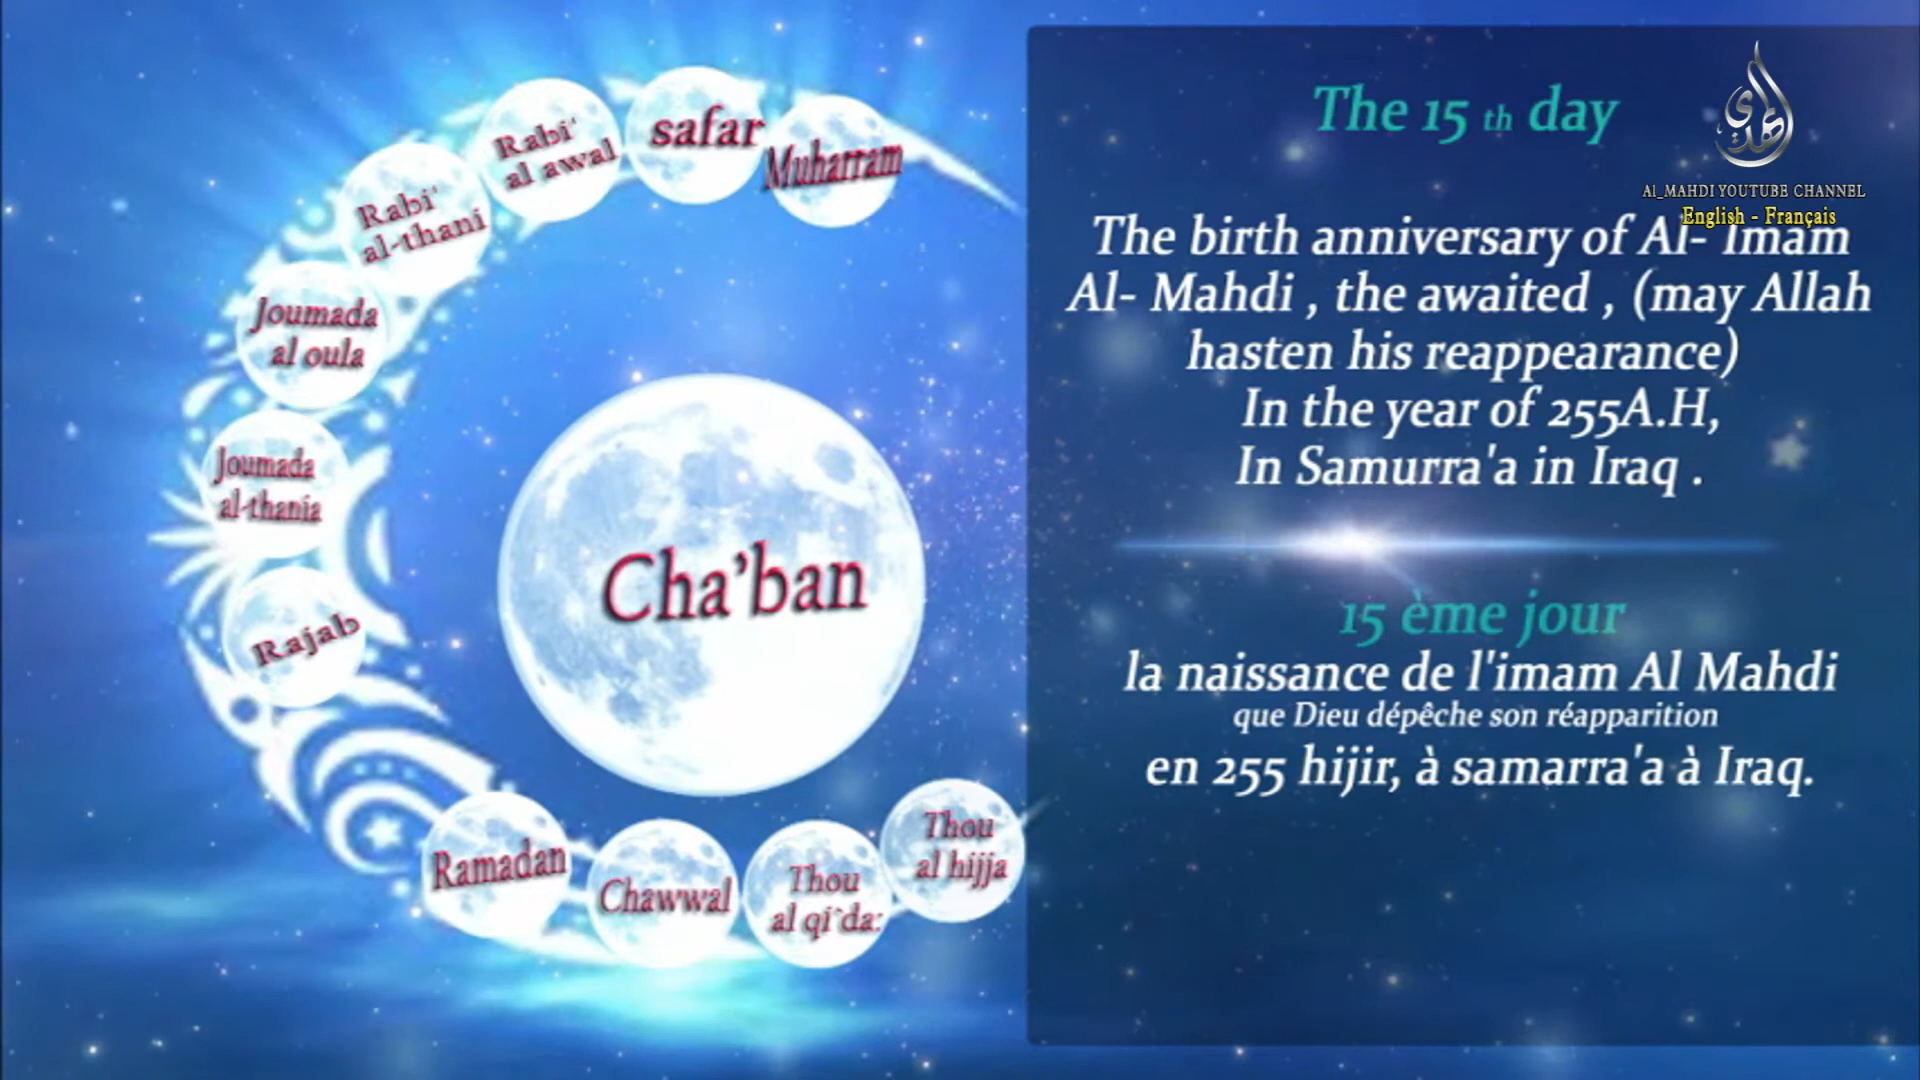 Muharram
safar
Rabi'
al awal
Rabi'
al-thani
Joumada
al oula
Joumada
al-thania
Rajab
Cha'ban
Ramadan
Chawwal
Thou
al qi`da:
Thou
al hijja
The 15 th day
المهدي
Al_MAHDI YOUTUBE CHANNEL
English - Français
The birth anniversary of Al- Imam
Al- Mahdi , the awaited , (may Allah
hasten his reappearance)
In the year of 255A.H,
In Samurra'a in Iraq .
15 ème jour
la naissance de l'imam Al Mahdi
que Dieu dépêche son réapparition
en 255 hijir, à samarra'a à Iraq.